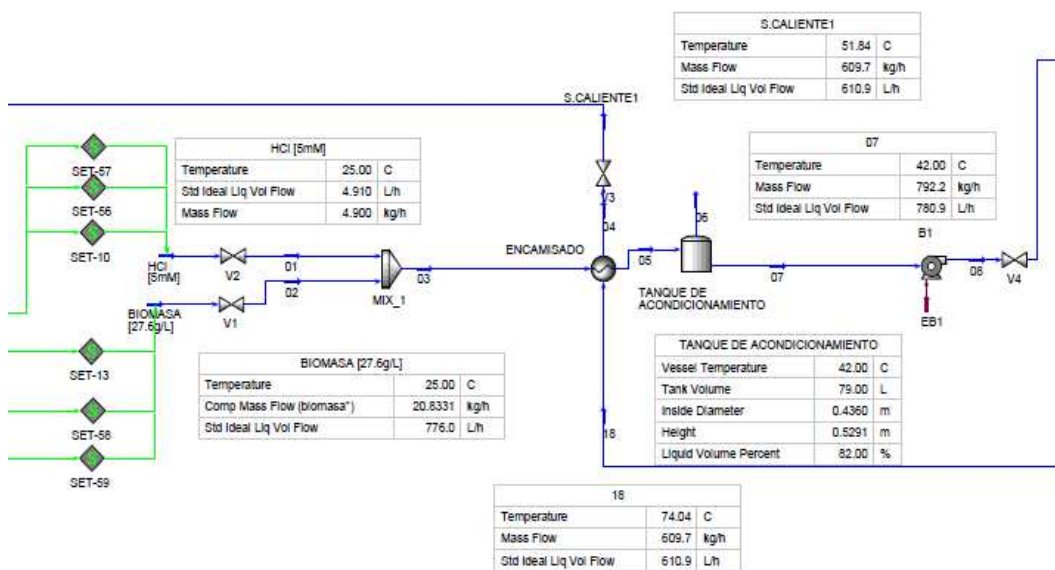 S.CALIENTE1
Temperature 51.84 C
Mass Flow 609.7 kg/h
Std Ideal Liq Vol Flow 610.9 L/h
S.CALIENTE1
SET-57
SET-56
SET-10
HCl [5mM]
Temperature 25.00 C
Std Ideal Liq Vol Flow 4.910 L/h
Mass Flow 4.900 kg/h
07
Temperature 42.00 C
Mass Flow 792.2 kg/h
Std Ideal Liq Vol Flow 780.9 L/h
V3
04
06
B1
ENCAMISADO
HCl
[5mM]
V2
01
02
MIX_1
03
05
07
08
V4
BIOMASA
[27.6g/L]
V1
TANQUE DE
ACONDICIONAMIENTO
EB1
SET-13
SET-58
SET-59
BIOMASA [27.6g/L]
Temperature 25.00 C
Comp Mass Flow (biomasa*) 20.8331 kg/h
Std Ideal Liq Vol Flow 776.0 L/h
TANQUE DE ACONDICIONAMIENTO
Vessel Temperature 42.00 C
Tank Volume 79.00 L
Inside Diameter 0.4360 m
Height 0.5291 m
Liquid Volume Percent 82.00 %
18
18
Temperature 74.04 C
Mass Flow 609.7 kg/h
Std Ideal Liq Vol Flow 610.9 L/h